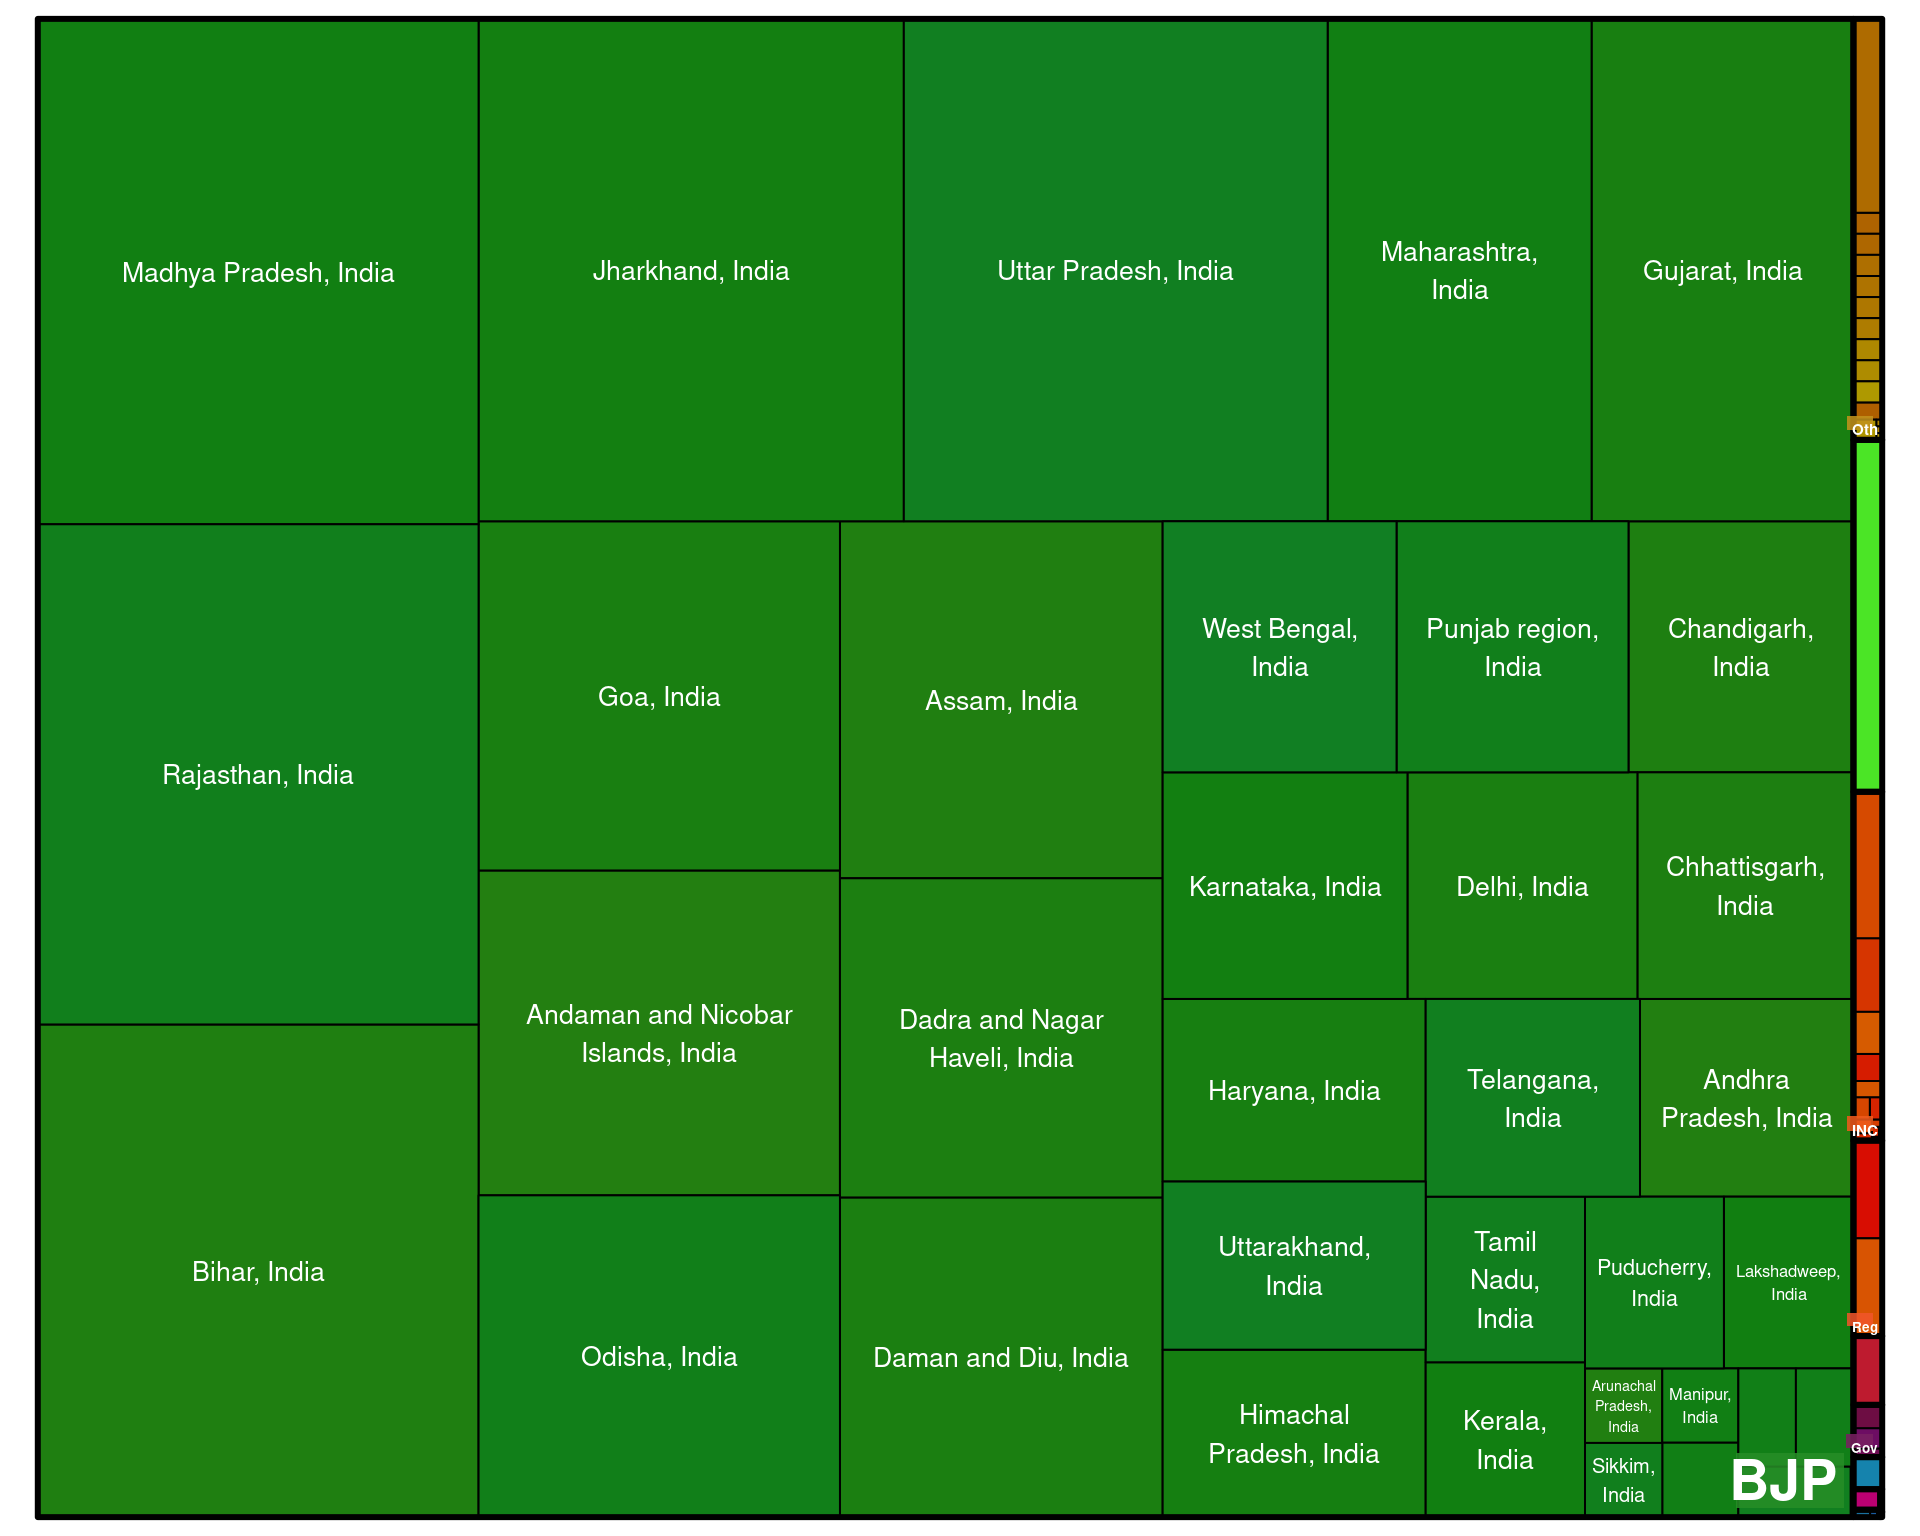 Madhya Pradesh, India
Jharkhand, India
Uttar Pradesh, India
Maharashtra,
India
Gujarat, India
Oth
Rajasthan, India
Goa, India
Assam, India
West Bengal,
India
Punjab region,
India
Chandigarh,
India
Karnataka, India
Delhi, India
Chhattisgarh,
India
Andaman and Nicobar
Islands, India
Dadra and Nagar
Haveli, India
Haryana, India
Telangana,
India
Andhra
Pradesh, India
INC
Bihar, India
Odisha, India
Daman and Diu, India
Uttarakhand,
India
Tamil
Nadu,
India
Puducherry,
India
Lakshadweep,
India
Reg
Himachal
Pradesh, India
Kerala,
India
Arunachal
Pradesh,
India
Manipur,
India
Gov
Sikkim,
India
BJP